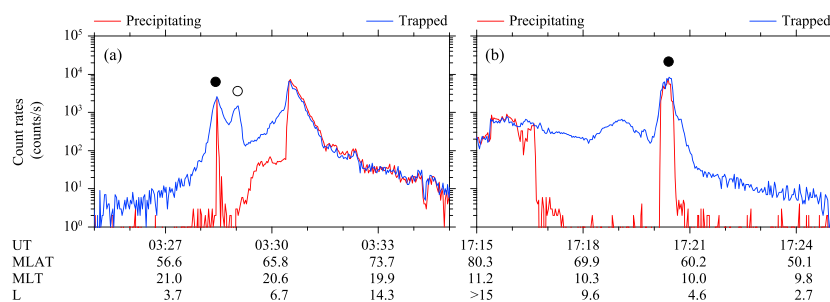 Precipitating Trapped Precipitating Trapped
(a) (b)
10^5
10^4
10^3
10^2
10^1
10^0
Count rates
(counts/s)
UT 03:27 03:30 03:33 17:15 17:18 17:21 17:24
MLAT 56.6 65.8 73.7 80.3 69.9 60.2 50.1
MLT 21.0 20.6 19.9 11.2 10.3 10.0 9.8
L 3.7 6.7 14.3 >15 9.6 4.6 2.7